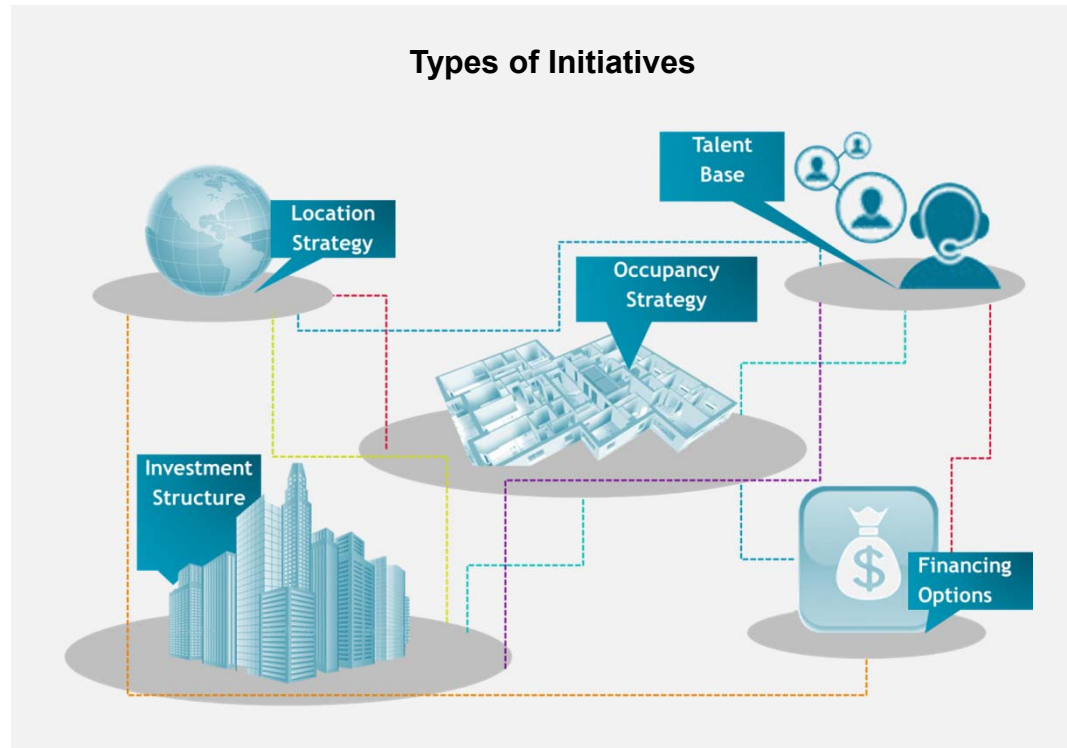 Types of Initiatives
Talent
Base
Location
Strategy
Occupancy
Strategy
Investment
Structure
$
Financing
Options